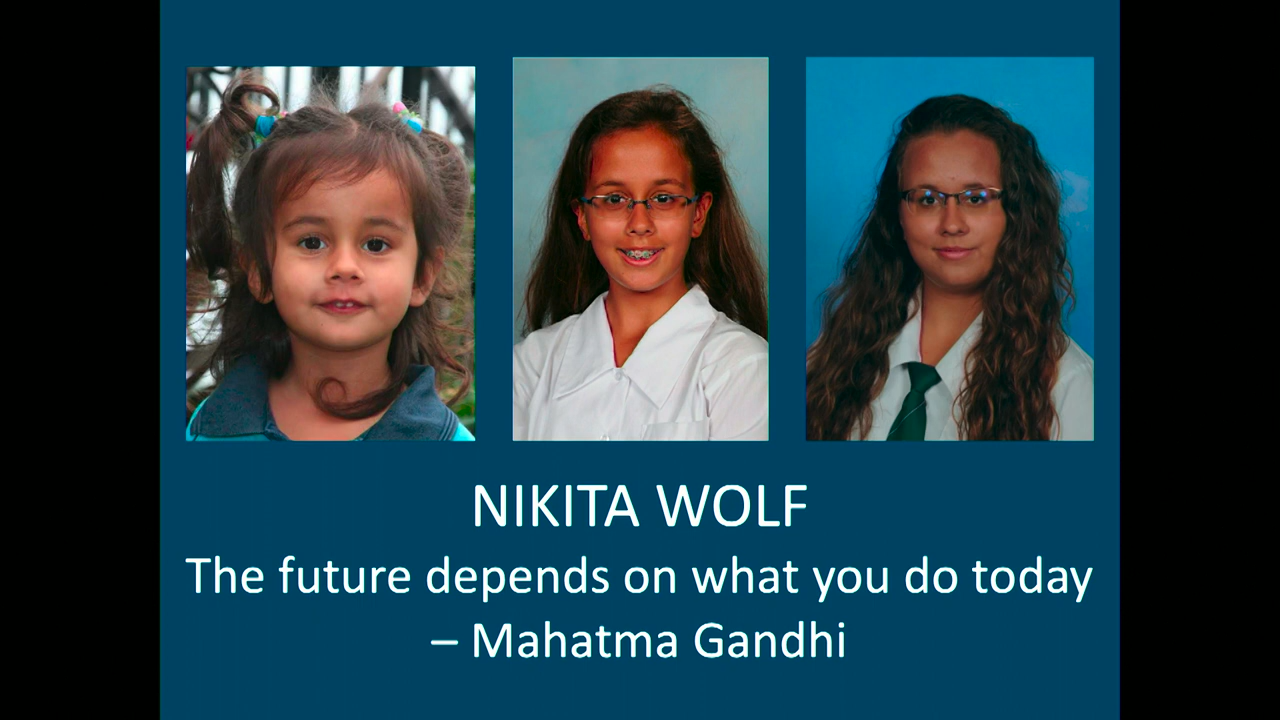 NIKITA WOLF
The future depends on what you do today
– Mahatma Gandhi